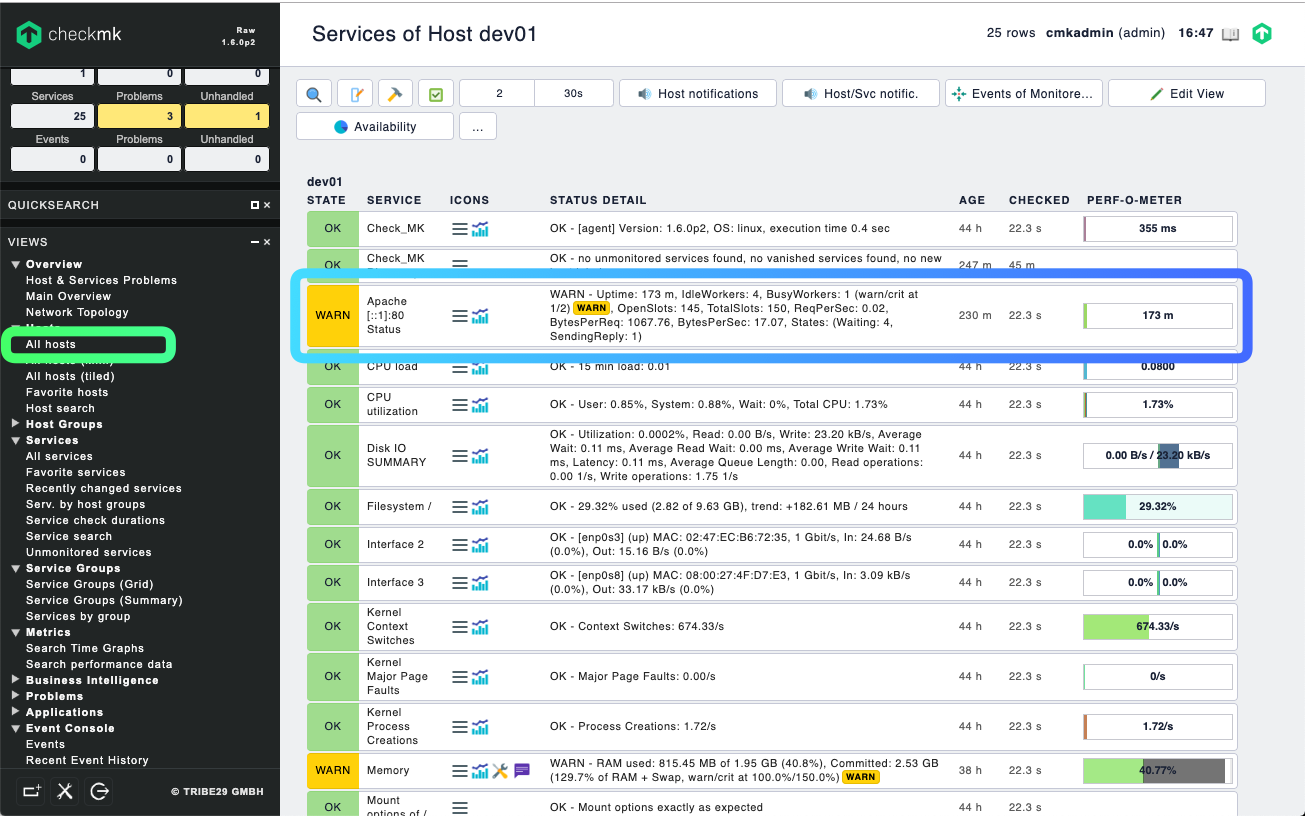 checkmk
Raw
1.6.0p2
1 0 0
Services Problems Unhandled
25 3 1
Events Problems Unhandled
0 0 0
QUICKSEARCH
VIEWS
Overview
Host & Services Problems
Main Overview
Network Topology
All hosts
All hosts (tiled)
Favorite hosts
Host search
Host Groups
Services
All services
Favorite services
Recently changed services
Serv. by host groups
Service check durations
Service search
Unmonitored services
Service Groups
Service Groups (Grid)
Service Groups (Summary)
Services by group
Metrics
Search Time Graphs
Search performance data
Business Intelligence
Problems
Applications
Event Console
Events
Recent Event History
© TRIBE29 GMBH
Services of Host dev01
25 rows cmkadmin (admin) 16:47
2 30s Host notifications Host/Svc notific. Events of Monitore... Edit View
Availability ...
dev01
STATE SERVICE ICONS STATUS DETAIL AGE CHECKED PERF-O-METER
OK Check_MK OK - [agent] Version: 1.6.0p2, OS: linux, execution time 0.4 sec 44 h 22.3 s 355 ms
OK Check_MK OK - no unmonitored services found, no vanished services found, no new 247 m 45 m
WARN Apache
[::1]:80
Status
WARN - Uptime: 173 m, IdleWorkers: 4, BusyWorkers: 1 (warn/crit at
1/2) WARN, OpenSlots: 145, TotalSlots: 150, ReqPerSec: 0.02,
BytesPerReq: 1067.76, BytesPerSec: 17.07, States: (Waiting: 4,
SendingReply: 1)
230 m 22.3 s 173 m
OK CPU load OK - 15 min load: 0.01 44 h 22.3 s 0.0800
OK CPU
utilization
OK - User: 0.85%, System: 0.88%, Wait: 0%, Total CPU: 1.73% 44 h 22.3 s 1.73%
OK Disk IO
SUMMARY
OK - Utilization: 0.0002%, Read: 0.00 B/s, Write: 23.20 kB/s, Average
Wait: 0.11 ms, Average Read Wait: 0.00 ms, Average Write Wait: 0.11
ms, Latency: 0.11 ms, Average Queue Length: 0.00, Read operations:
0.00 1/s, Write operations: 1.75 1/s
44 h 22.3 s 0.00 B/s / 23.20 kB/s
OK Filesystem / OK - 29.32% used (2.82 of 9.63 GB), trend: +182.61 MB / 24 hours 44 h 22.3 s 29.32%
OK Interface 2
OK - [enp0s3] (up) MAC: 02:47:EC:B6:72:35, 1 Gbit/s, In: 24.68 B/s
(0.0%), Out: 15.16 B/s (0.0%)
44 h 22.3 s 0.0% 0.0%
OK Interface 3
OK - [enp0s8] (up) MAC: 08:00:27:4F:D7:E3, 1 Gbit/s, In: 3.09 kB/s
(0.0%), Out: 33.17 kB/s (0.0%)
44 h 22.3 s 0.0% 0.0%
OK Kernel
Context
Switches
OK - Context Switches: 674.33/s 44 h 22.3 s 674.33/s
OK Kernel
Major Page
Faults
OK - Major Page Faults: 0.00/s 44 h 22.3 s 0/s
OK Kernel
Process
Creations
OK - Process Creations: 1.72/s 44 h 22.3 s 1.72/s
WARN Memory
WARN - RAM used: 815.45 MB of 1.95 GB (40.8%), Committed: 2.53 GB
(129.7% of RAM + Swap, warn/crit at 100.0%/150.0%) WARN
38 h 22.3 s 40.77%
OK Mount
options of /
OK - Mount options exactly as expected 44 h 22.3 s